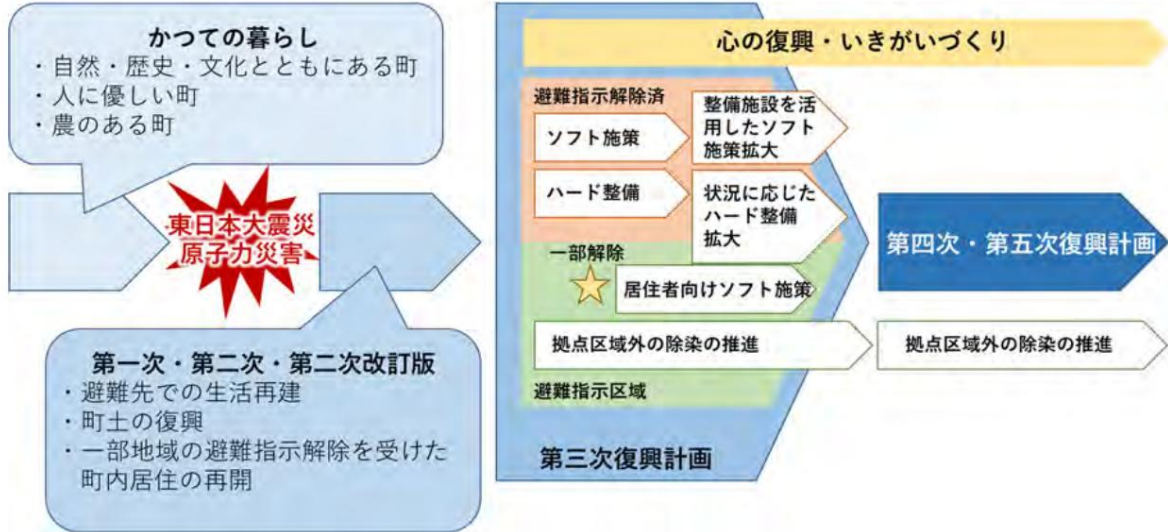 かつての暮らし
・自然・歴史・文化とともにある町
・人に優しい町
・農のある町
東日本大震災
原子力災害
第一次・第二次・第二次改訂版
・避難先での生活再建
・町土の復興
・一部地域の避難指示解除を受けた
町内居住の再開
心の復興・いきがいづくり
避難指示解除済
ソフト施策
整備施設を活
用したソフト
施策拡大
ハード整備
状況に応じた
ハード整備
拡大
一部解除
居住者向けソフト施策
拠点区域外の除染の推進
避難指示区域
第三次復興計画
第四次・第五次復興計画
拠点区域外の除染の推進